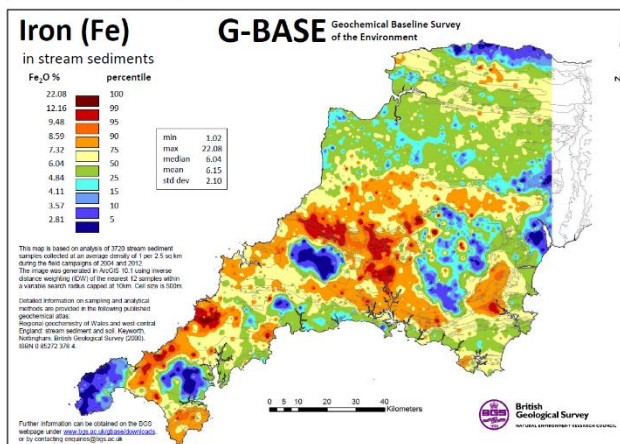 Iron (Fe)
in stream sediments
G-BASE
Geochemical Baseline Survey
of the Environment
Fe₂O % percentile
22.08 100
12.16 99
9.48 95
8.59 90
7.32 75
6.04 50
4.84 25
4.11 15
3.57 10
2.81 5
min 1.02
max 22.08
median 6.04
mean 6.15
std dev 2.10
This map is based on analysis of 3720 stream sediment
samples collected at an average density of 1 per 2.5 sq km
during the field campaigns of 2004 and 2012.
The image was generated in ArcGIS 10.1 using inverse
distance weighting (IDW) of the nearest 12 samples within
a variable search radius capped at 10km. Cell size is 500m.
Detailed information on sampling and analytical
methods are provided in the following published
geochemical atlas:
Regional geochemistry of Wales and west-central
England: stream sediment and soil. Keyworth,
Nottingham. British Geological Survey (2000).
ISBN 0 85272 378 4
Further information can be obtained on the BGS
webpage under www.bgs.ac.uk/gbase/downloads
or by contacting enquiries@bgs.ac.uk
0 5 10 20 30 40
Kilometers
BGS
British
Geological Survey
NATURAL ENVIRONMENT RESEARCH COUNCIL